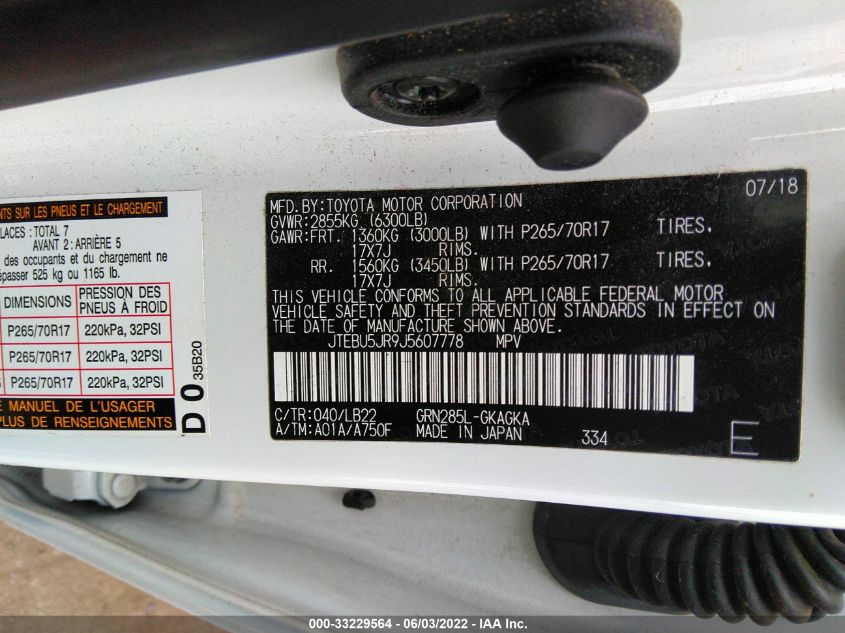 NTS SUR LES PNEUS ET LE CHARGEMENT
LACES : TOTAL 7
AVANT 2 : ARRIÈRE 5
des occupants et du chargement ne
épasser 525 kg ou 1165 lb.
DIMENSIONS PRESSION DES PNEUS À FROID
P265/70R17 220kPa, 32PSI
P265/70R17 220kPa, 32PSI
P265/70R17 220kPa, 32PSI
E MANUEL DE L'USAGER
PLUS DE RENSEIGNEMENTS
D 0 35B20
07/18
MFD.BY:TOYOTA MOTOR CORPORATION
GVWR:2855KG (6300LB)
GAWR:FRT. 1360KG (3000LB) WITH P265/70R17 TIRES,
17X7J RIMS.
RR. 1560KG (3450LB) WITH P265/70R17 TIRES,
17X7J RIMS.
THIS VEHICLE CONFORMS TO ALL APPLICABLE FEDERAL MOTOR
VEHICLE SAFETY AND THEFT PREVENTION STANDARDS IN EFFECT ON
THE DATE OF MANUFACTURE SHOWN ABOVE.
JTEBU5JR9J5607778 MPV
C/TR:040/LB22 GRN285L-GKAGKA
A/TM:A01A/A750F MADE IN JAPAN 334 E
000-33229564 - 06/03/2022 - IAA Inc.